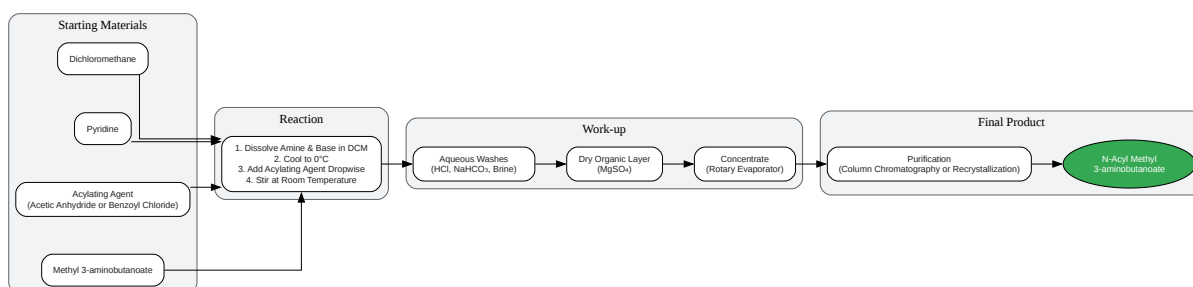 Starting Materials
Dichloromethane
Pyridine
Acylating Agent
(Acetic Anhydride or Benzoyl Chloride)
Methyl 3-aminobutanoate
Reaction
1. Dissolve Amine & Base in DCM
2. Cool to 0°C
3. Add Acylating Agent Dropwise
4. Stir at Room Temperature
Work-up
Aqueous Washes
(HCl, NaHCO₃, Brine)
Dry Organic Layer
(MgSO₄)
Concentrate
(Rotary Evaporator)
Final Product
Purification
(Column Chromatography or Recrystallization)
N-Acyl Methyl
3-aminobutanoate